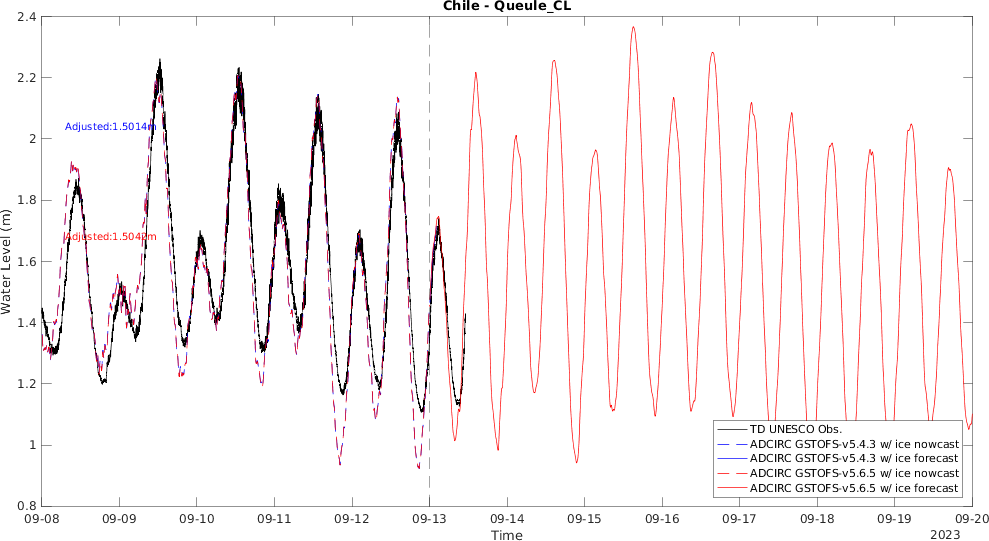 Chile - Queule_CL
2.4
2.2
2
1.8
1.6
1.4
1.2
1
0.8
Water Level (m)
Adjusted:1.5014m
Adjusted:1.5042m
TD UNESCO Obs.
ADCIRC GSTOFS-v5.4.3 w/ ice nowcast
ADCIRC GSTOFS-v5.4.3 w/ ice forecast
ADCIRC GSTOFS-v5.6.5 w/ ice nowcast
ADCIRC GSTOFS-v5.6.5 w/ ice forecast
09-08 09-09 09-10 09-11 09-12 09-13 09-14 09-15 09-16 09-17 09-18 09-19 09-20
Time
2023